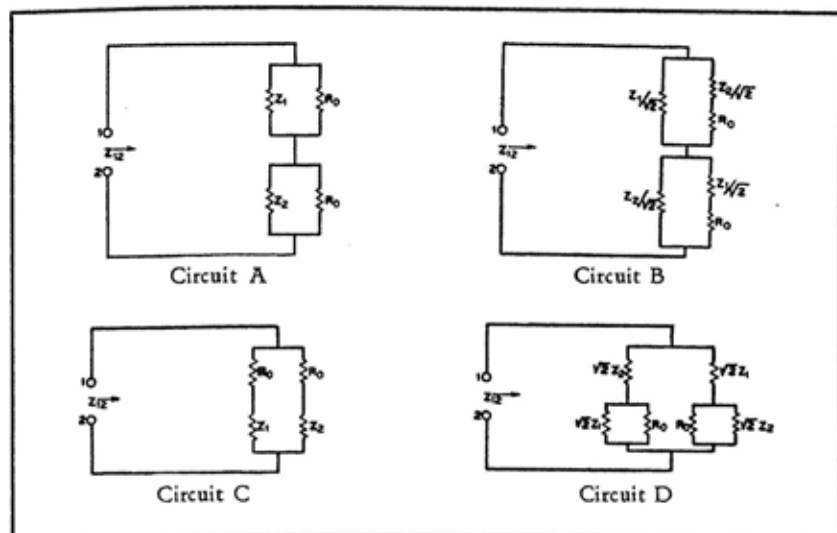 1
Z12
2
Z1
R0
Z2
R0
Circuit A
1
Z12
2
Z1/√2
Z2/√2
R0
Z2/√2
Z1/√2
R0
Circuit B
1
Z12
2
R0
R0
Z1
Z2
Circuit C
1
Z12
2
√2 Z2
√2 Z1
√2 Z1
R0
R0
√2 Z2
Circuit D